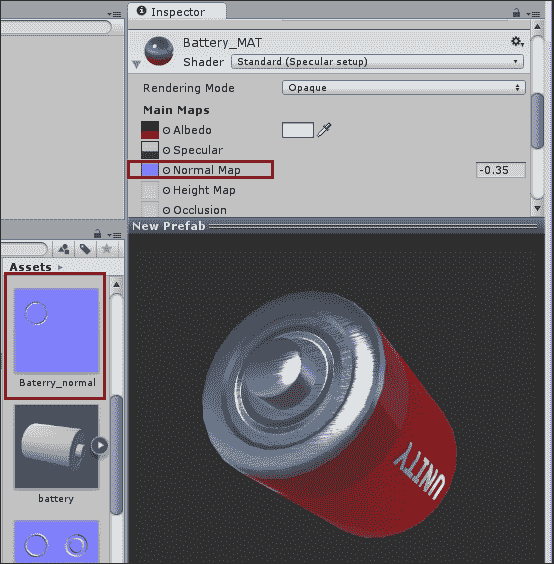 Inspector
Battery_MAT
Shader Standard (Specular setup)
Rendering Mode Opaque
Main Maps
Albedo
Specular
Normal Map -0.35
Height Map
Occlusion
New Prefab
Assets
Baterry_normal
battery
UNITY